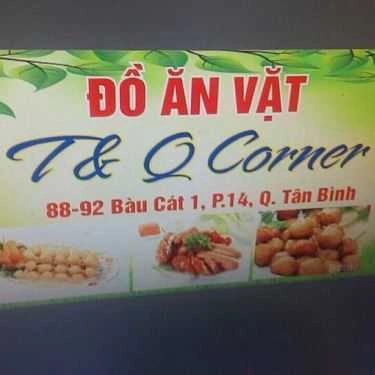 ĐỒ ĂN VẶT
T & Q Corner
88-92 Bàu Cát 1, P.14, Q. Tân Bình